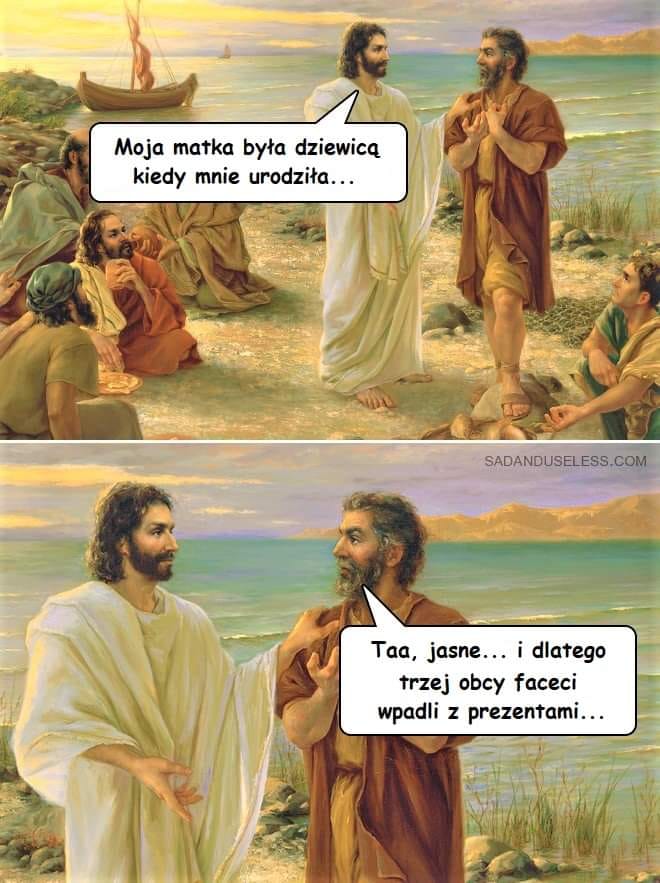 Moja matka była dziewicą
kiedy mnie urodziła...
SADANDUSELESS.COM
Taa, jasne... i dlatego
trzej obcy faceci
wpadli z prezentami...